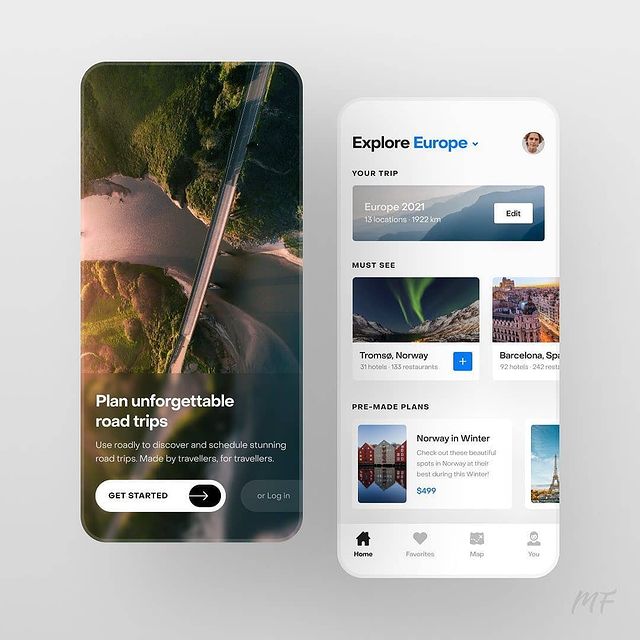 Plan unforgettable
road trips
Use roadly to discover and schedule stunning
road trips. Made by travellers, for travellers.
GET STARTED
or Log in
Explore Europe
YOUR TRIP
Europe 2021
13 locations · 1922 km
Edit
MUST SEE
Tromsø, Norway
31 hotels · 133 restaurants
Barcelona, Spa
92 hotels · 242 resta
PRE-MADE PLANS
Norway in Winter
Check out these beautiful
spots in Norway at their
best during this Winter!
$499
Home
Favorites
Map
You
MF